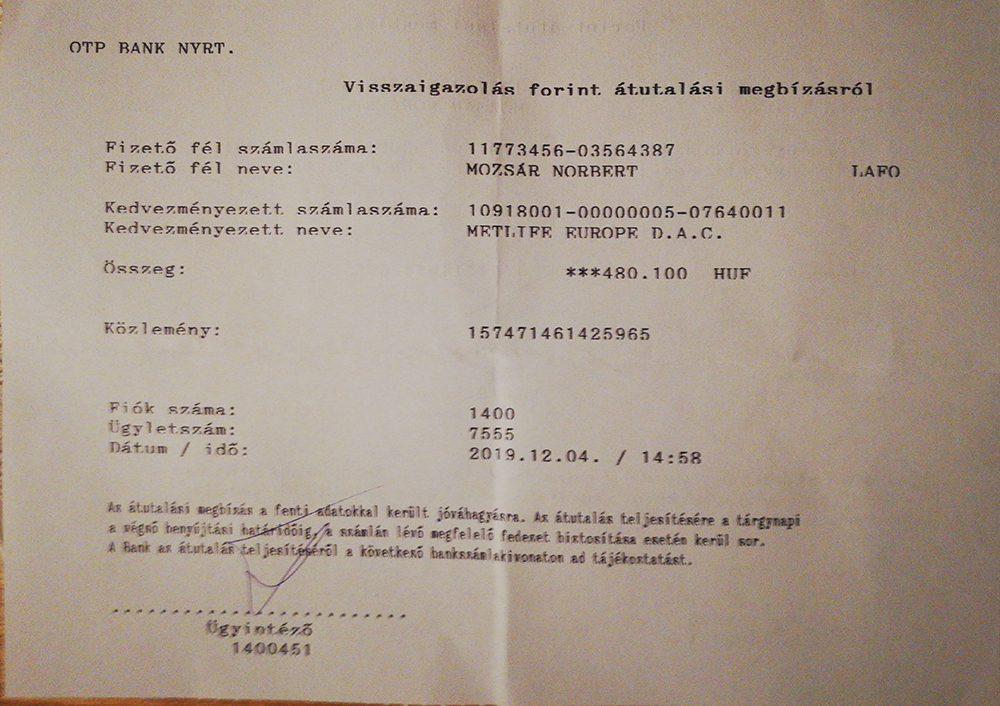 OTP BANK NYRT.
Visszaigazolás forint átutalási megbízásról
Fizető fél számlaszáma: 11773456-03564387
Fizető fél neve: MOZSÁR NORBERT LAFO
Kedvezményezett számlaszáma: 10918001-00000005-07640011
Kedvezményezett neve: METLIFE EUROPE D.A.C.
Összeg: ***480.100 HUF
Közlemény: 157471461425965
Fiók száma: 1400
Ügyletszám: 7555
Dátum / idő: 2019.12.04. / 14:58
Az átutalási megbízás a fenti adatokkal került jóváhagyásra. Az átutalás teljesítésére a tárgynapi
a végső benyújtási határidőig, a számlán lévő megfelelő fedezet biztosítása esetén kerül sor.
A Bank az átutalás teljesítéséről a következő bankszámlakivonaton ad tájékoztatást.
Ügyintéző
1400451